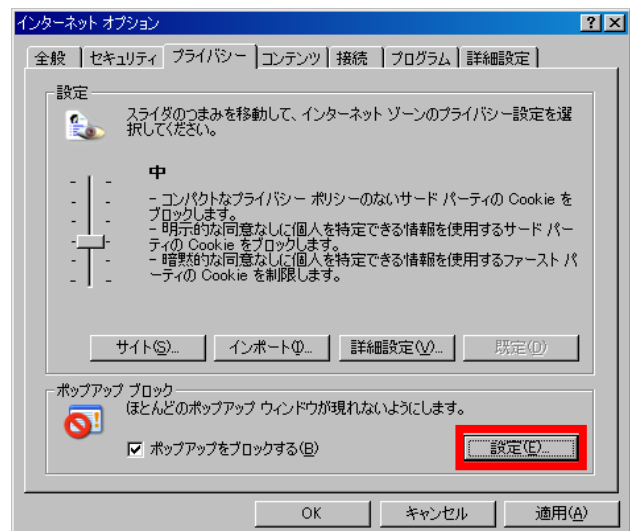 インターネット オプション
全般 セキュリティ プライバシー コンテンツ 接続 プログラム 詳細設定
設定
スライダのつまみを移動して、インターネット ゾーンのプライバシー設定を選
択してください。
中
- コンパクトなプライバシー ポリシーのないサード パーティの Cookie を
ブロックします。
- 明示的な同意なしに個人を特定できる情報を使用するサード パー
ティの Cookie をブロックします。
- 暗黙的な同意なしに個人を特定できる情報を使用するファースト パ
ーティの Cookie を制限します。
サイト(S)... インポート(I)... 詳細設定(V)... 既定(D)
ポップアップ ブロック
ほとんどのポップアップ ウィンドウが現れないようにします。
ポップアップをブロックする(B) 設定(E)...
OK キャンセル 適用(A)